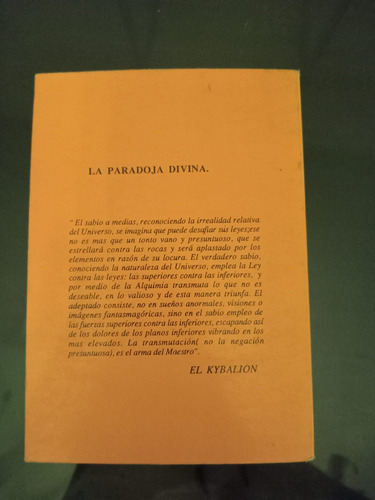 LA PARADOJA DIVINA.
" El sabio a medias, reconociendo la irrealidad relativa
del Universo, se imagina que puede desafiar sus leyes;ese
no es mas que un tonto vano y presuntuoso, que se
estrellará contra las rocas y será aplastado por los
elementos en razón de su locura. El verdadero sabio,
conociendo la naturaleza del Universo, emplea la Ley
contra las leyes: las superiores contra las inferiores, y
por medio de la Alquimia transmuta lo que no es
deseable, en lo valioso y de esta manera triunfa. El
adeptado consiste, no en sueños anormales, visiones o
imágenes fantasmagóricas, sino en el sabio empleo de
las fuerzas superiores contra las inferiores, escapando así
de los dolores de los planos inferiores vibrando en los
mas elevados. La transmutación( no la negación
presuntuosa), es el arma del Maestro".
EL KYBALION